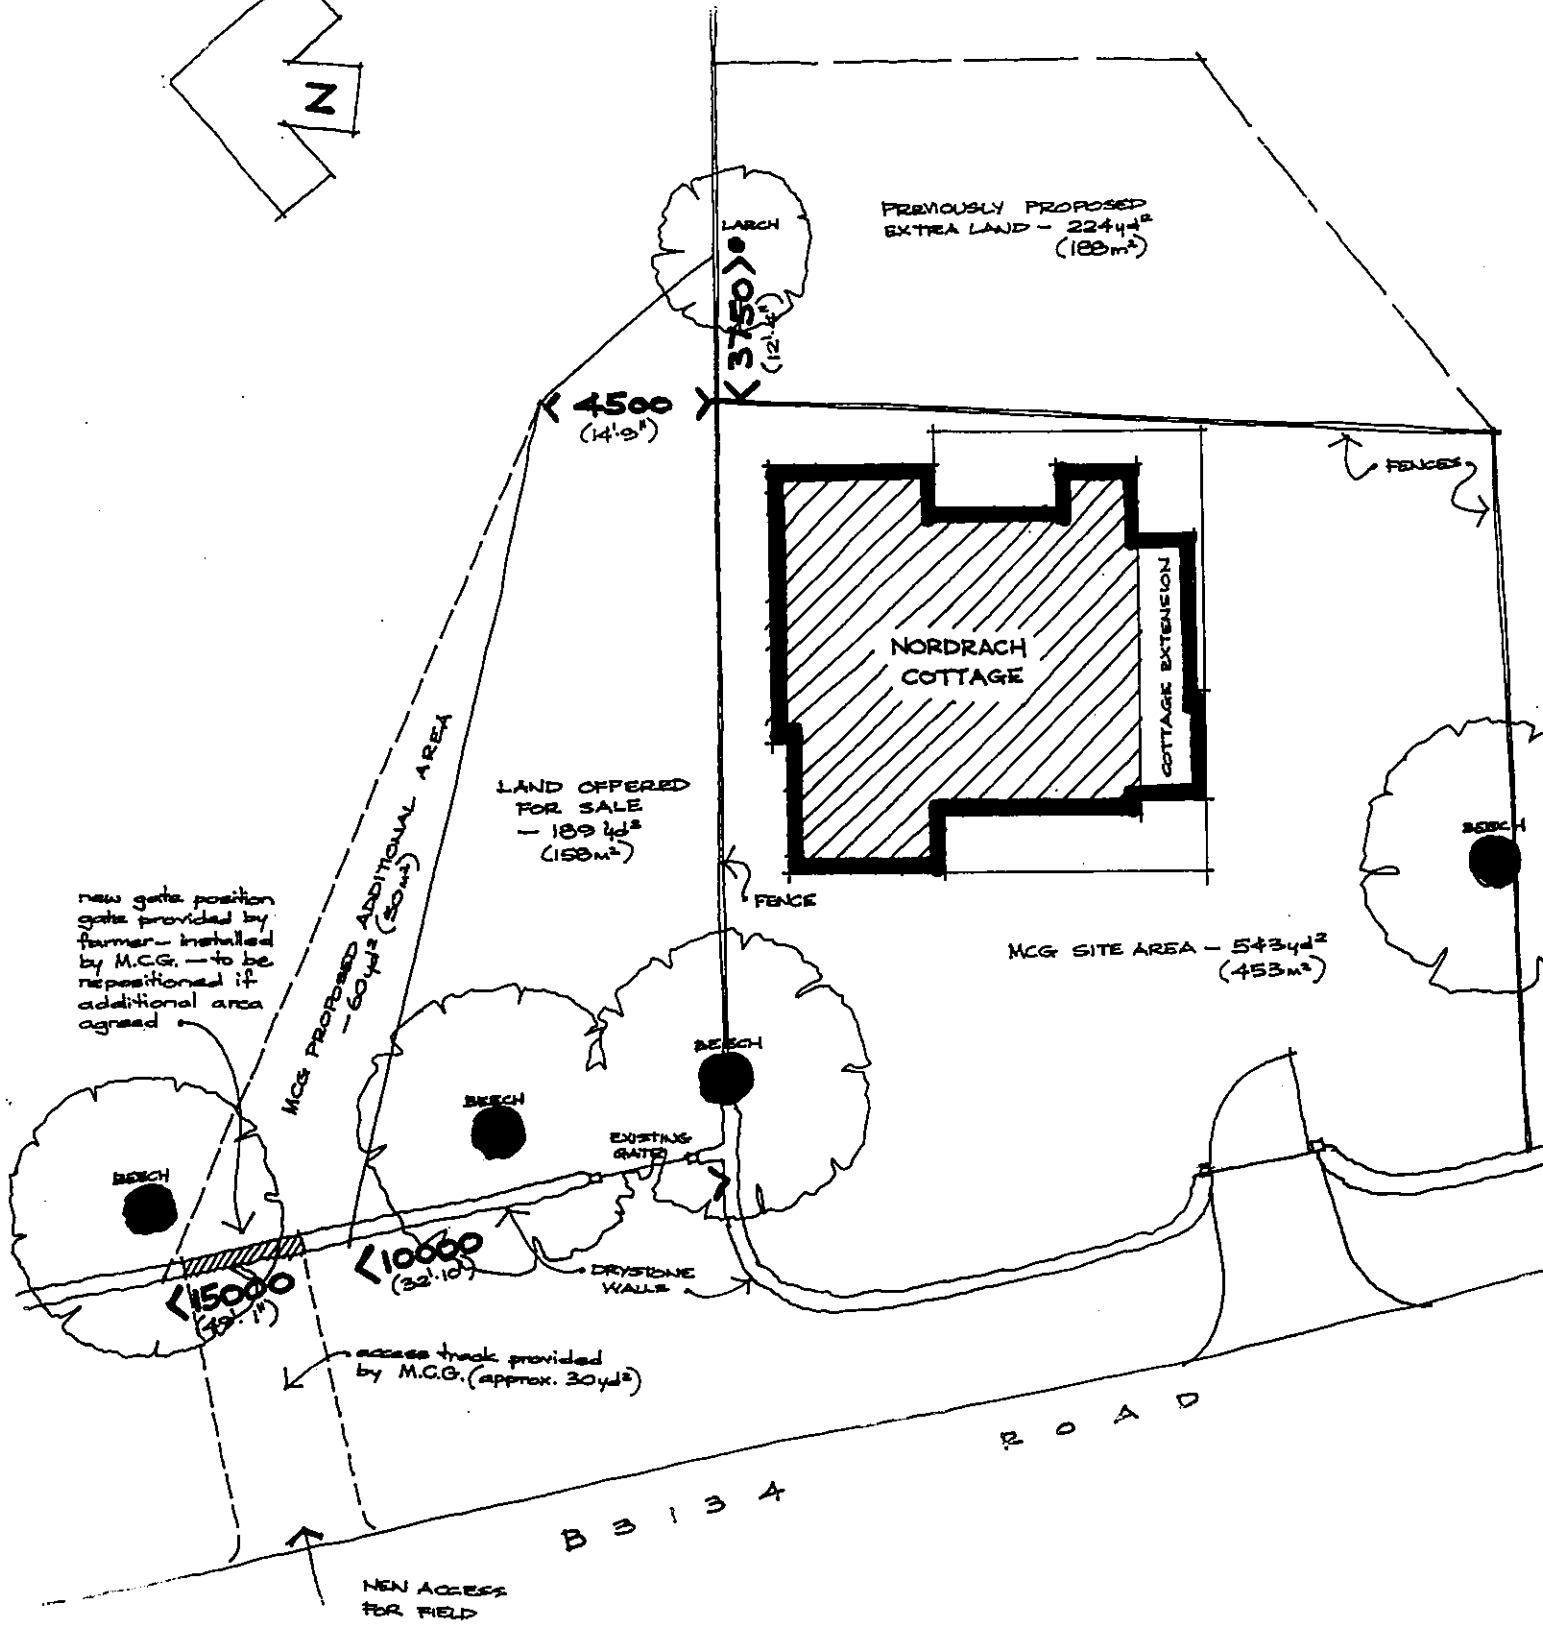 N
LARCH
PREVIOUSLY PROPOSED
EXTRA LAND - 224yd²
(188m²)
3750
(12'.4")
4500
(14'.9")
FENCES
NORDRACH
COTTAGE
COTTAGE EXTENSION
LAND OFFERED
FOR SALE
- 189 yd²
(158m²)
MCG PROPOSED ADDITIONAL AREA
- 60yd² (50m²)
FENCE
BEECH
MCG SITE AREA - 543yd²
(453m²)
new gate position
gate provided by
farmer - installed
by M.C.G. - to be
repositioned if
additional area
agreed
BEECH
BEECH
BEECH
EXISTING
GATE
10000
(32'.10")
15000
(49'.1")
DRYSTONE
WALLS
access track provided
by M.C.G. (approx. 30yd²)
B3134 ROAD
NEW ACCESS
FOR FIELD